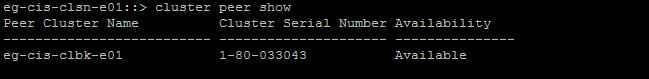 eg-cis-clsn-e01::> cluster peer show
Peer Cluster Name         Cluster Serial Number Availability
------------------------- --------------------- ---------------
eg-cis-clbk-e01           1-80-033043           Available